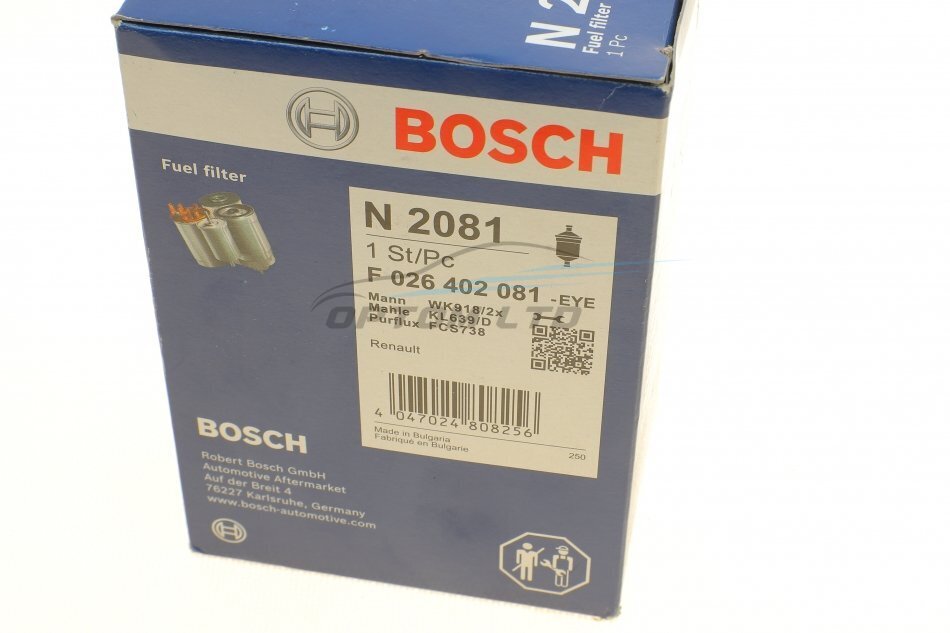 N 2
Fuel filter
1 Pc
BOSCH
Fuel filter
N 2081
1 St/Pc
F 026 402 081 -EYE
Mann WK918/2x
Mahle KL639/D
Purflux FCS738
OPTO LTD
Renault
4 047024 808256
Made in Bulgaria
Fabriqué en Bulgarie
250
BOSCH
Robert Bosch GmbH
Automotive Aftermarket
Auf der Breit 4
76227 Karlsruhe, Germany
www.bosch-automotive.com